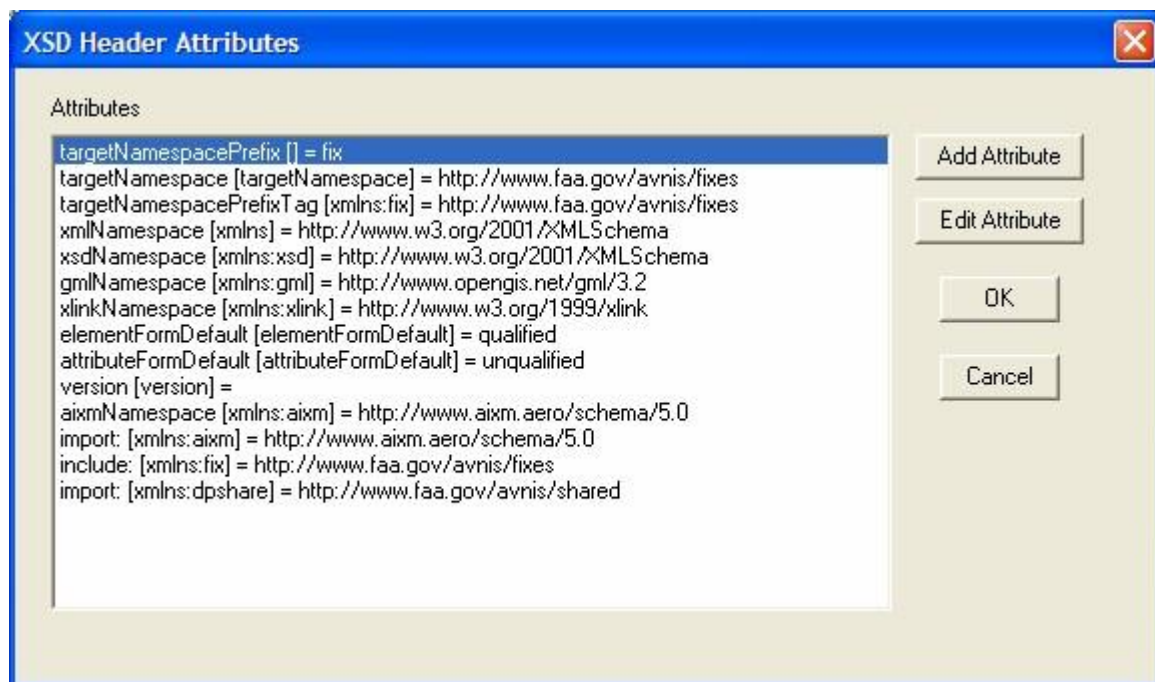 XSD Header Attributes
Attributes
targetNamespacePrefix [] = fix
targetNamespace [targetNamespace] = http://www.faa.gov/avnis/fixes
targetNamespacePrefixTag [xmlns:fix] = http://www.faa.gov/avnis/fixes
xmlNamespace [xmlns] = http://www.w3.org/2001/XMLSchema
xsdNamespace [xmlns:xsd] = http://www.w3.org/2001/XMLSchema
gmlNamespace [xmlns:gml] = http://www.opengis.net/gml/3.2
xlinkNamespace [xmlns:xlink] = http://www.w3.org/1999/xlink
elementFormDefault [elementFormDefault] = qualified
attributeFormDefault [attributeFormDefault] = unqualified
version [version] =
aixmNamespace [xmlns:aixm] = http://www.aixm.aero/schema/5.0
import: [xmlns:aixm] = http://www.aixm.aero/schema/5.0
include: [xmlns:fix] = http://www.faa.gov/avnis/fixes
import: [xmlns:dpshare] = http://www.faa.gov/avnis/shared
Add Attribute
Edit Attribute
OK
Cancel